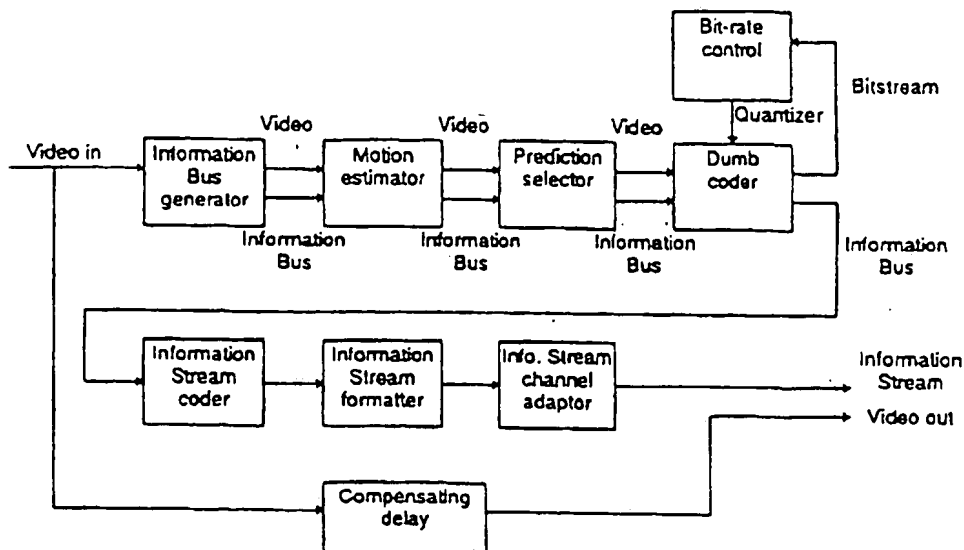 Bit-rate
control
Bitstream
Quantizer
Video
Video
Video
Video in
Information
Bus
generator
Motion
estimator
Prediction
selector
Dumb
coder
Information
Bus
Information
Bus
Information
Bus
Information
Bus
Information
Stream
coder
Information
Stream
formatter
Info. Stream
channel
adaptor
Information
Stream
Video out
Compensating
delay